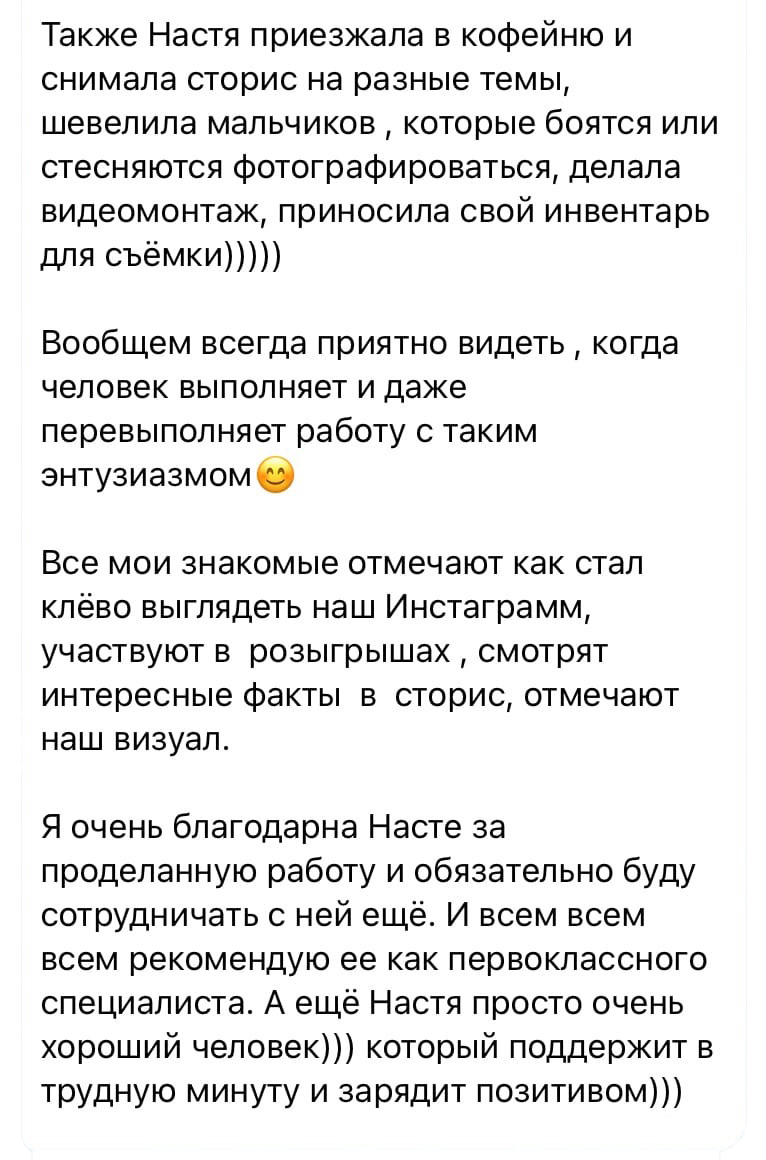 Также Настя приезжала в кофейню и
снимала сторис на разные темы,
шевелила мальчиков , которые боятся или
стесняются фотографироваться, делала
видеомонтаж, приносила свой инвентарь
для съёмки)))))
Вообщем всегда приятно видеть , когда
человек выполняет и даже
перевыполняет работу с таким
энтузиазмом😊
Все мои знакомые отмечают как стал
клёво выглядеть наш Инстаграмм,
участвуют в  розыгрышах , смотрят
интересные факты  в  сторис, отмечают
наш визуал.
Я очень благодарна Насте за
проделанную работу и обязательно буду
сотрудничать с ней ещё. И всем всем
всем рекомендую ее как первоклассного
специалиста. А ещё Настя просто очень
хороший человек))) который поддержит в
трудную минуту и зарядит позитивом)))